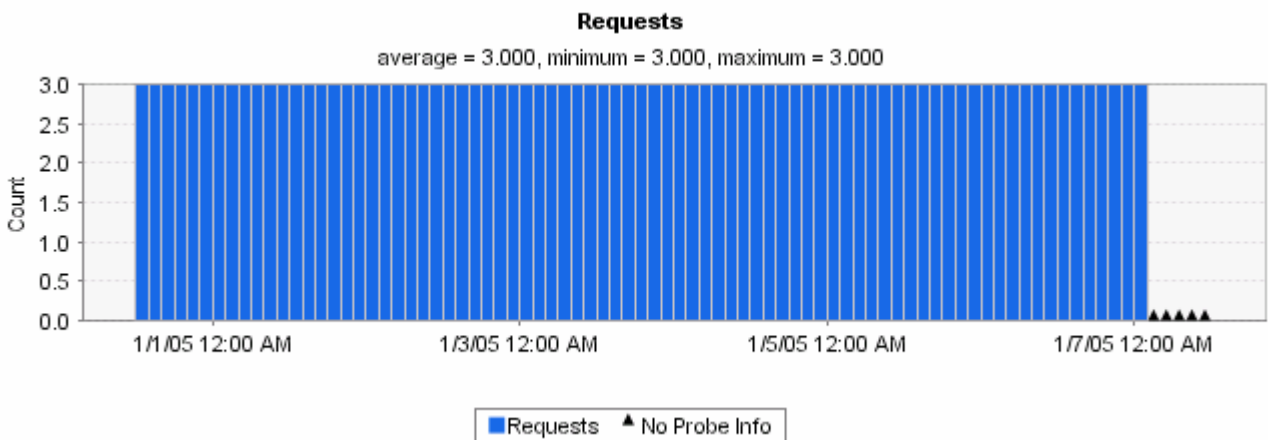 Requests
average = 3.000, minimum = 3.000, maximum = 3.000
3.0
2.5
2.0
1.5
1.0
0.5
0.0
Count
1/1/05 12:00 AM 1/3/05 12:00 AM 1/5/05 12:00 AM 1/7/05 12:00 AM
Requests No Probe Info